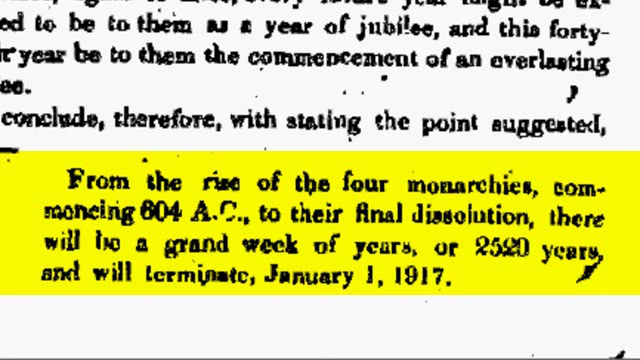 ed to be to them as a year of jubilee, and this forty-
year be to them the commencement of an everlasting
ee.
conclude, therefore, with stating the point suggested,
From the rise of the four monarchies, com-
mencing 604 A.C., to their final dissolution, there
will be a grand week of years, or 2520 years,
and will terminate, January 1, 1917.